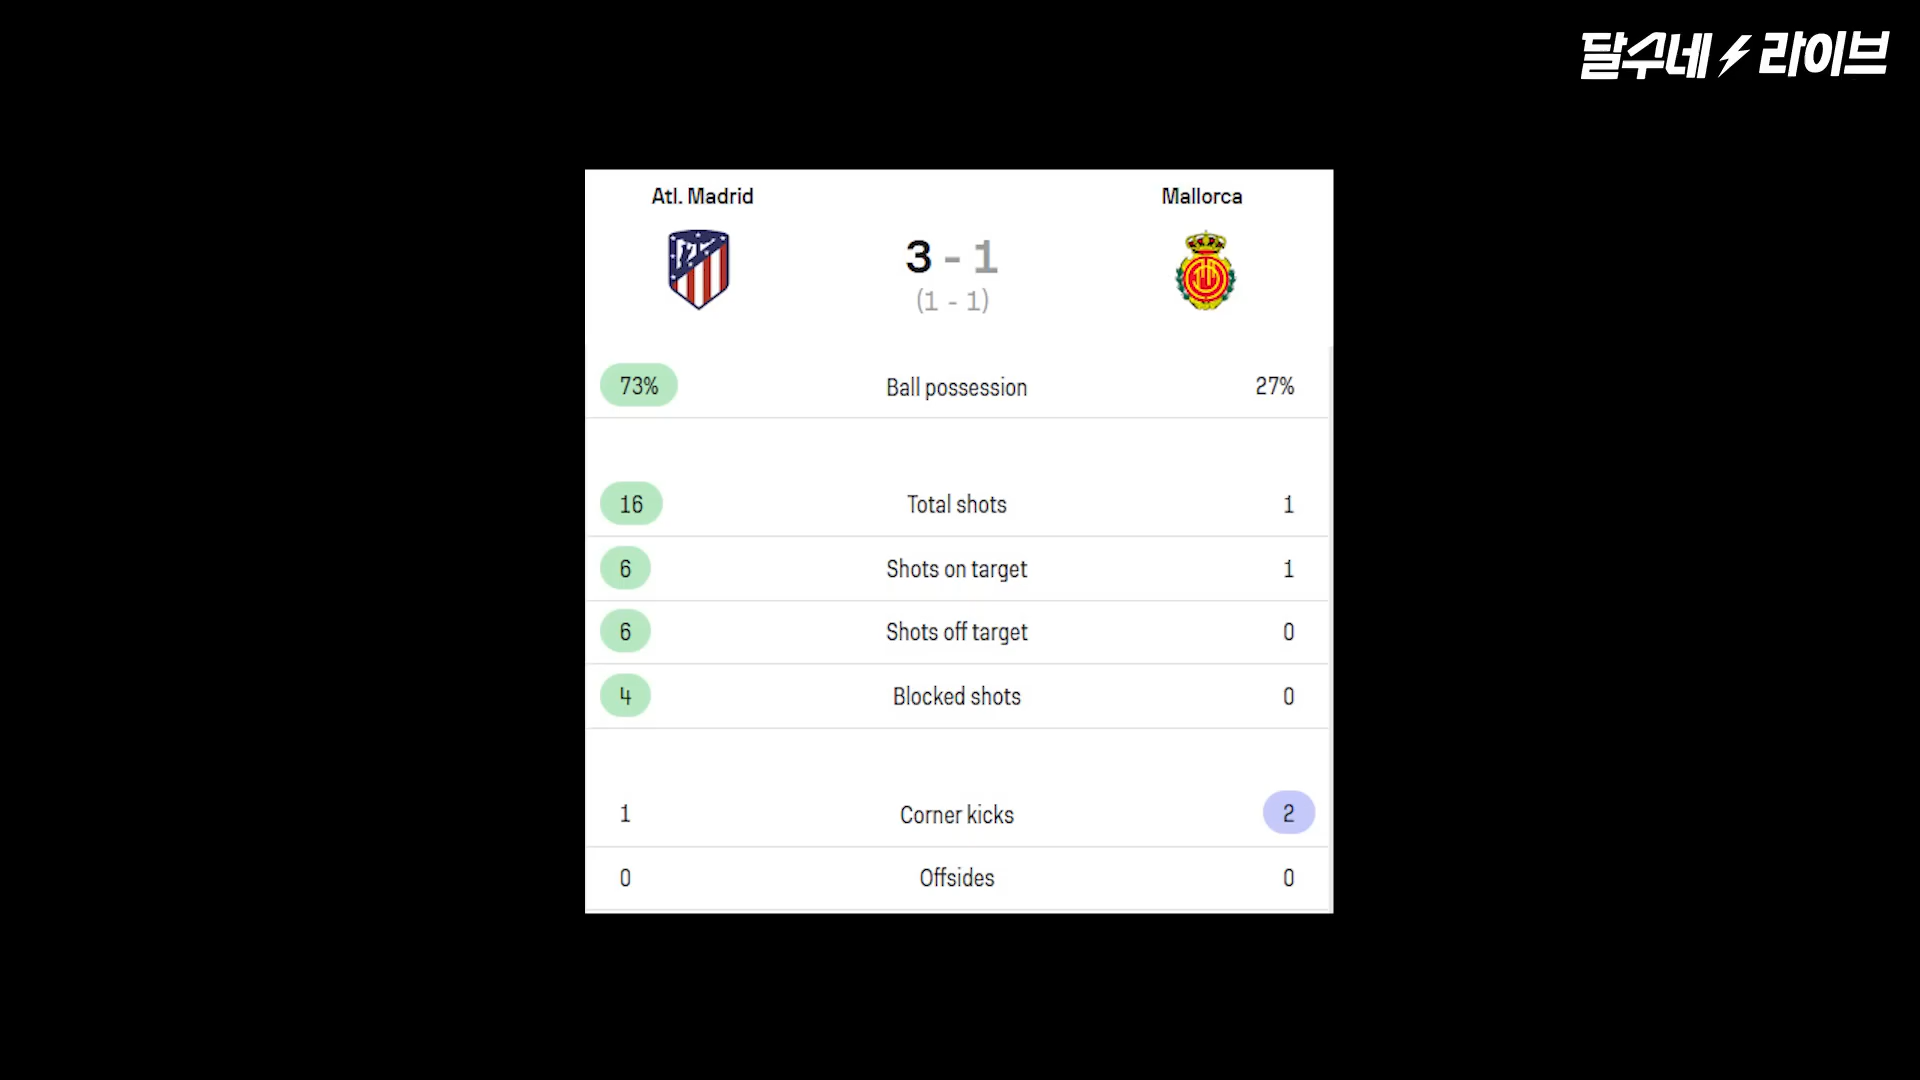 달수네 라이브
Atl. Madrid
Mallorca
3 - 1
(1 - 1)
73% Ball possession 27%
16 Total shots 1
6 Shots on target 1
6 Shots off target 0
4 Blocked shots 0
1 Corner kicks 2
0 Offsides 0